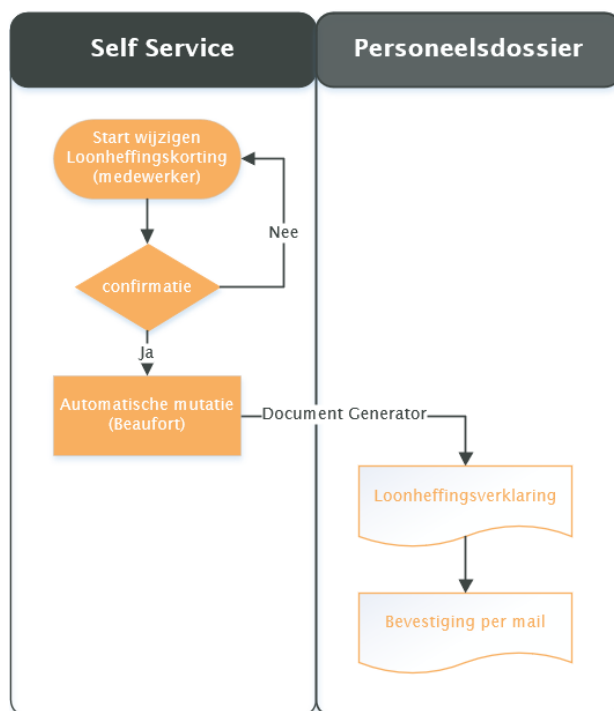 Self Service
Personeelsdossier
Start wijzigen
Loonheffingskorting
(medewerker)
Nee
confirmatie
Ja
Automatische mutatie
(Beaufort)
Document Generator
Loonheffingsverklaring
Bevestiging per mail